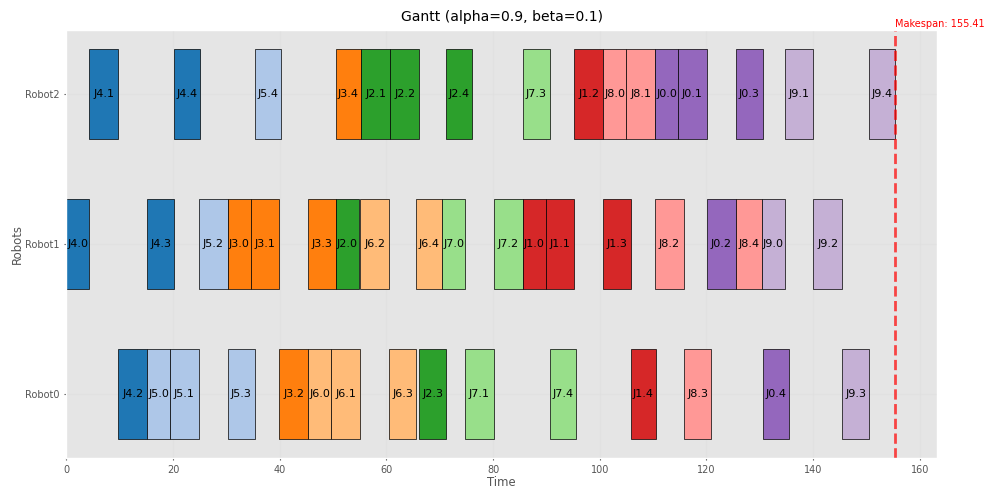 Gantt (alpha=0.9, beta=0.1)
Makespan: 155.41
Robots
Robot2
J4.1 J4.4 J5.4 J3.4 J2.1 J2.2 J2.4 J7.3 J1.2 J8.0 J8.1 J0.0 J0.1 J0.3 J9.1 J9.4
Robot1
J4.0 J4.3 J5.2 J3.0 J3.1 J3.3 J2.0 J6.2 J6.4 J7.0 J7.2 J1.0 J1.1 J1.3 J8.2 J0.2 J8.4 J9.0 J9.2
Robot0
J4.2 J5.0 J5.1 J5.3 J3.2 J6.0 J6.1 J6.3 J2.3 J7.1 J7.4 J1.4 J8.3 J0.4 J9.3
0 20 40 60 80 100 120 140 160
Time